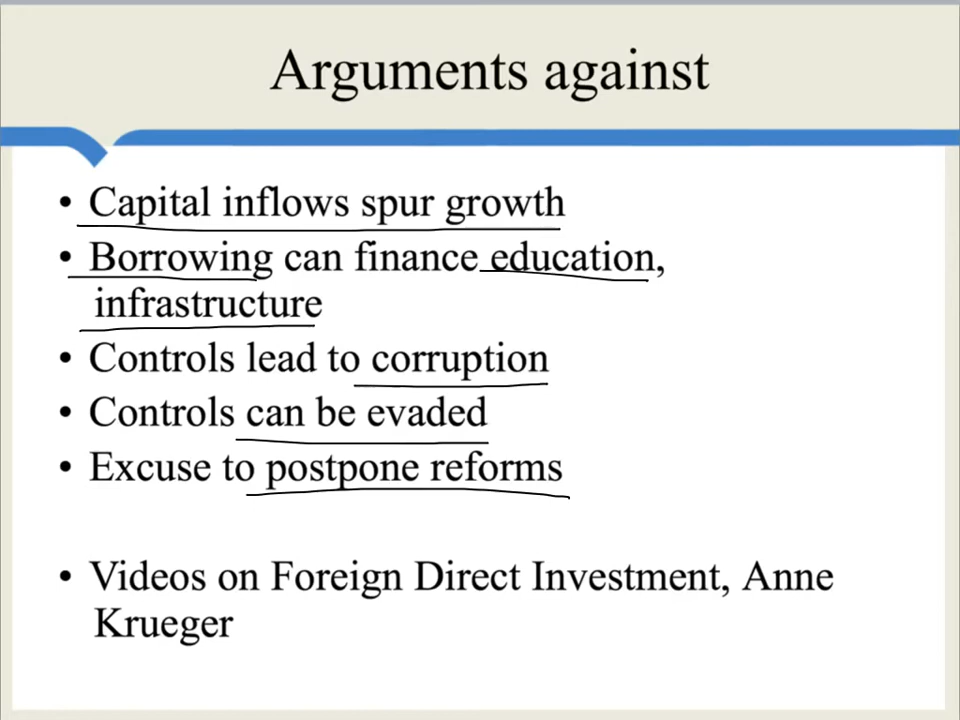 Arguments against
• Capital inflows spur growth
• Borrowing can finance education,
infrastructure
• Controls lead to corruption
• Controls can be evaded
• Excuse to postpone reforms
• Videos on Foreign Direct Investment, Anne
Krueger